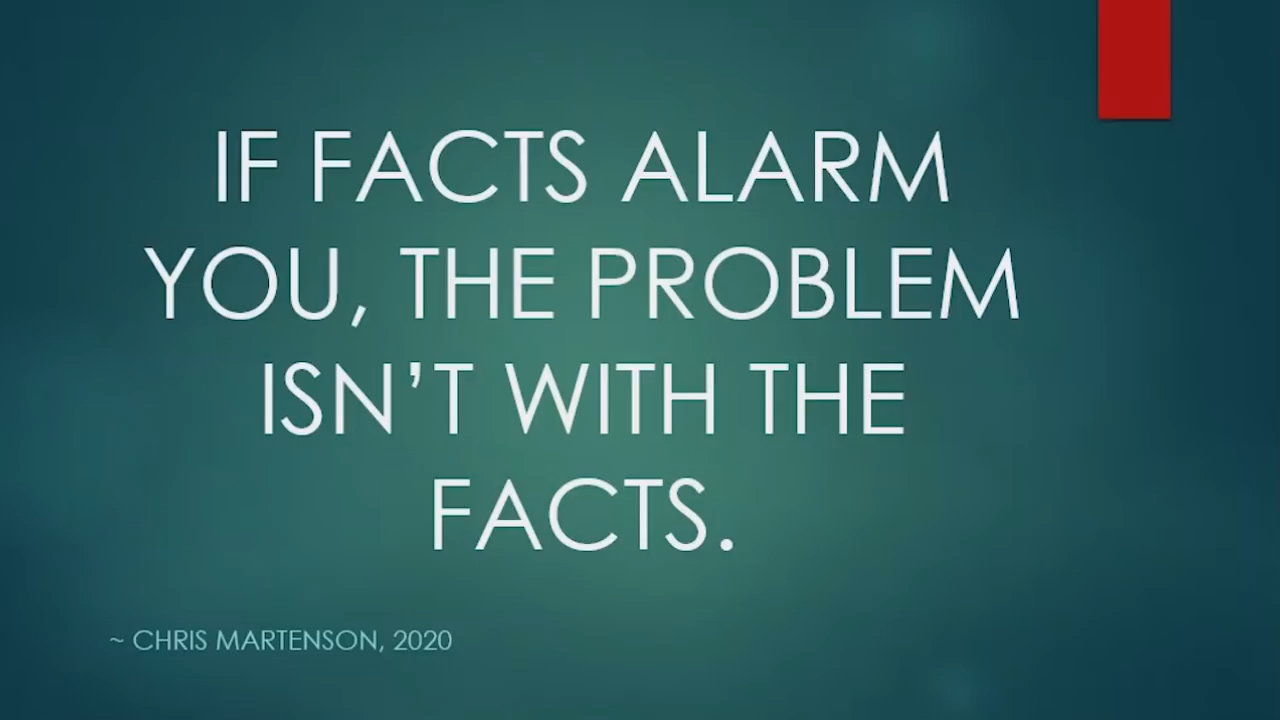 IF FACTS ALARM
YOU, THE PROBLEM
ISN’T WITH THE
FACTS.
~ CHRIS MARTENSON, 2020